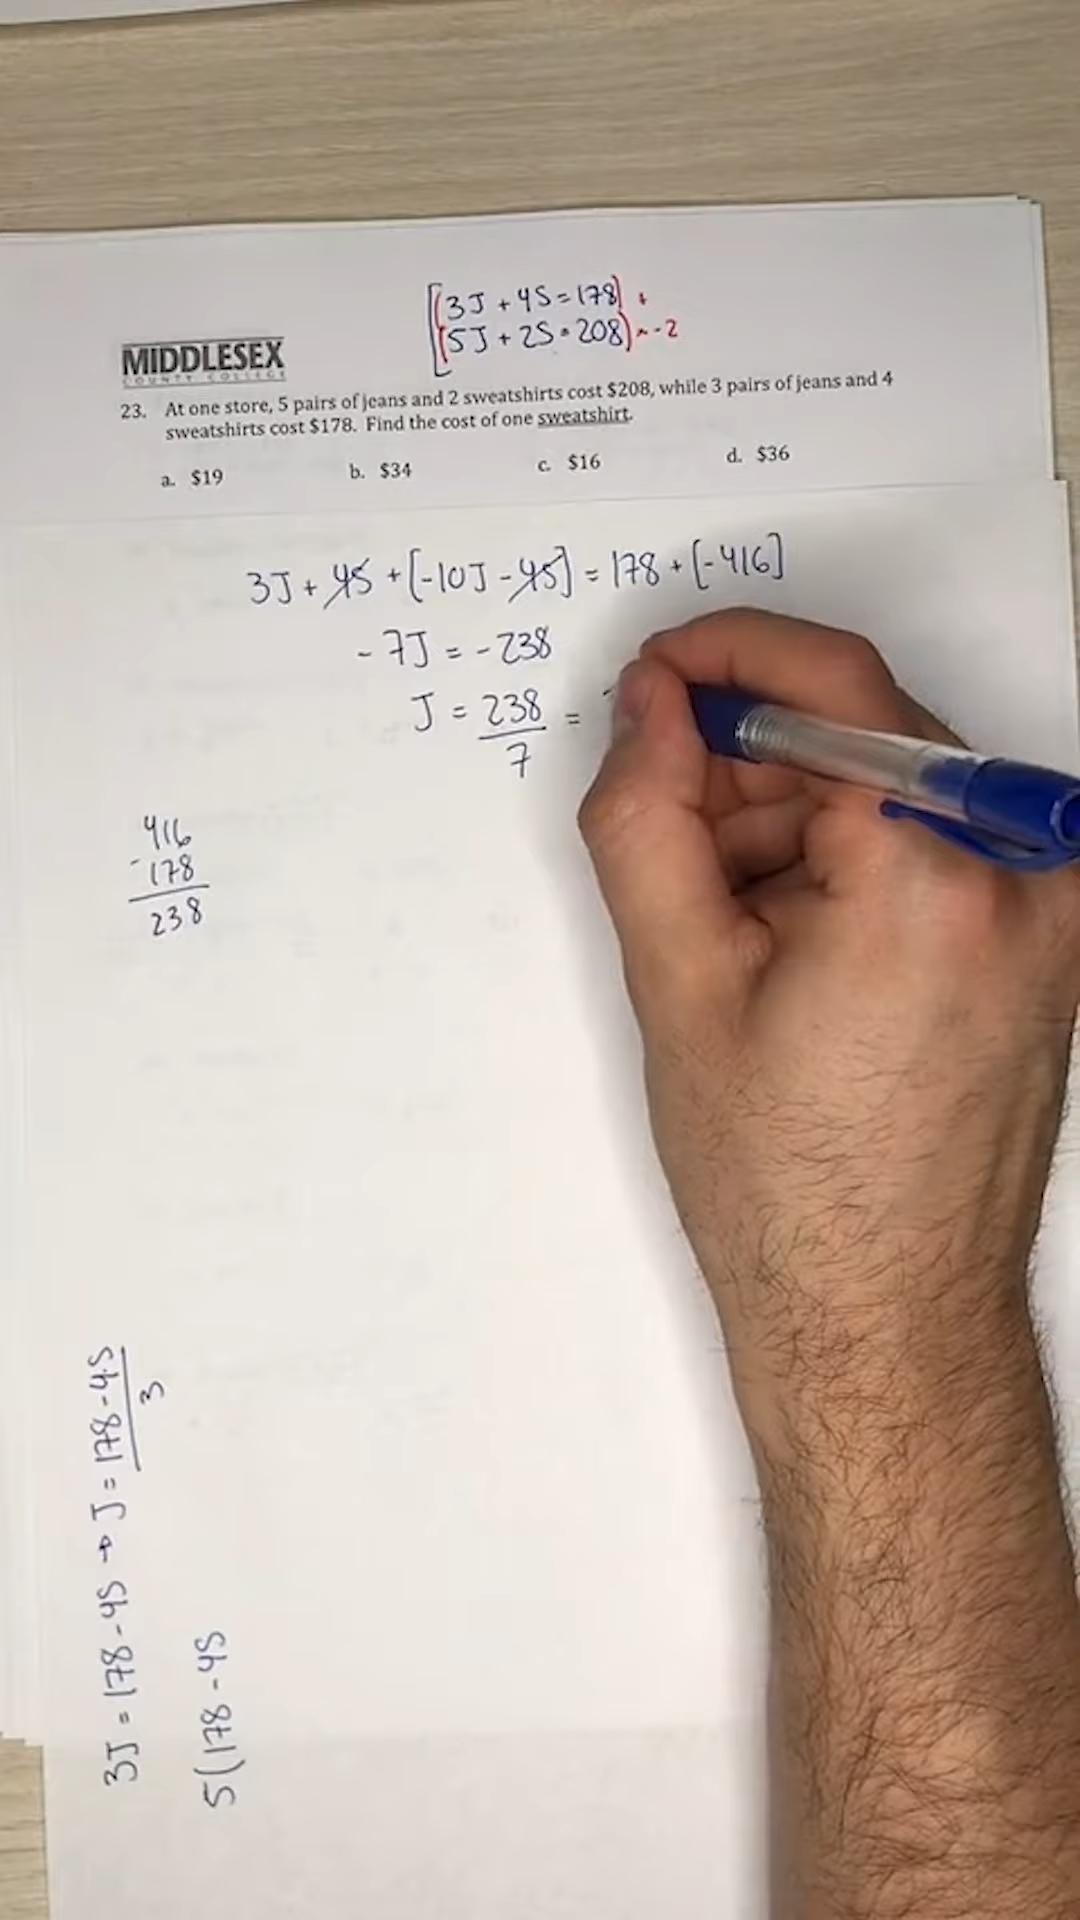 [(3J + 4S = 178) +
[(5J + 2S = 208) · -2
MIDDLESEX
COUNTY COLLEGE
23. At one store, 5 pairs of jeans and 2 sweatshirts cost $208, while 3 pairs of jeans and 4
sweatshirts cost $178. Find the cost of one sweatshirt.
a. $19 b. $34 c. $16 d. $36
3J + 4S + [-10J - 4S] = 178 + [-416]
- 7J = - 238
J = 238/7 =
416
- 178
238
3J = 178 - 4S → J = 178 - 4S
3
5(178 - 4S